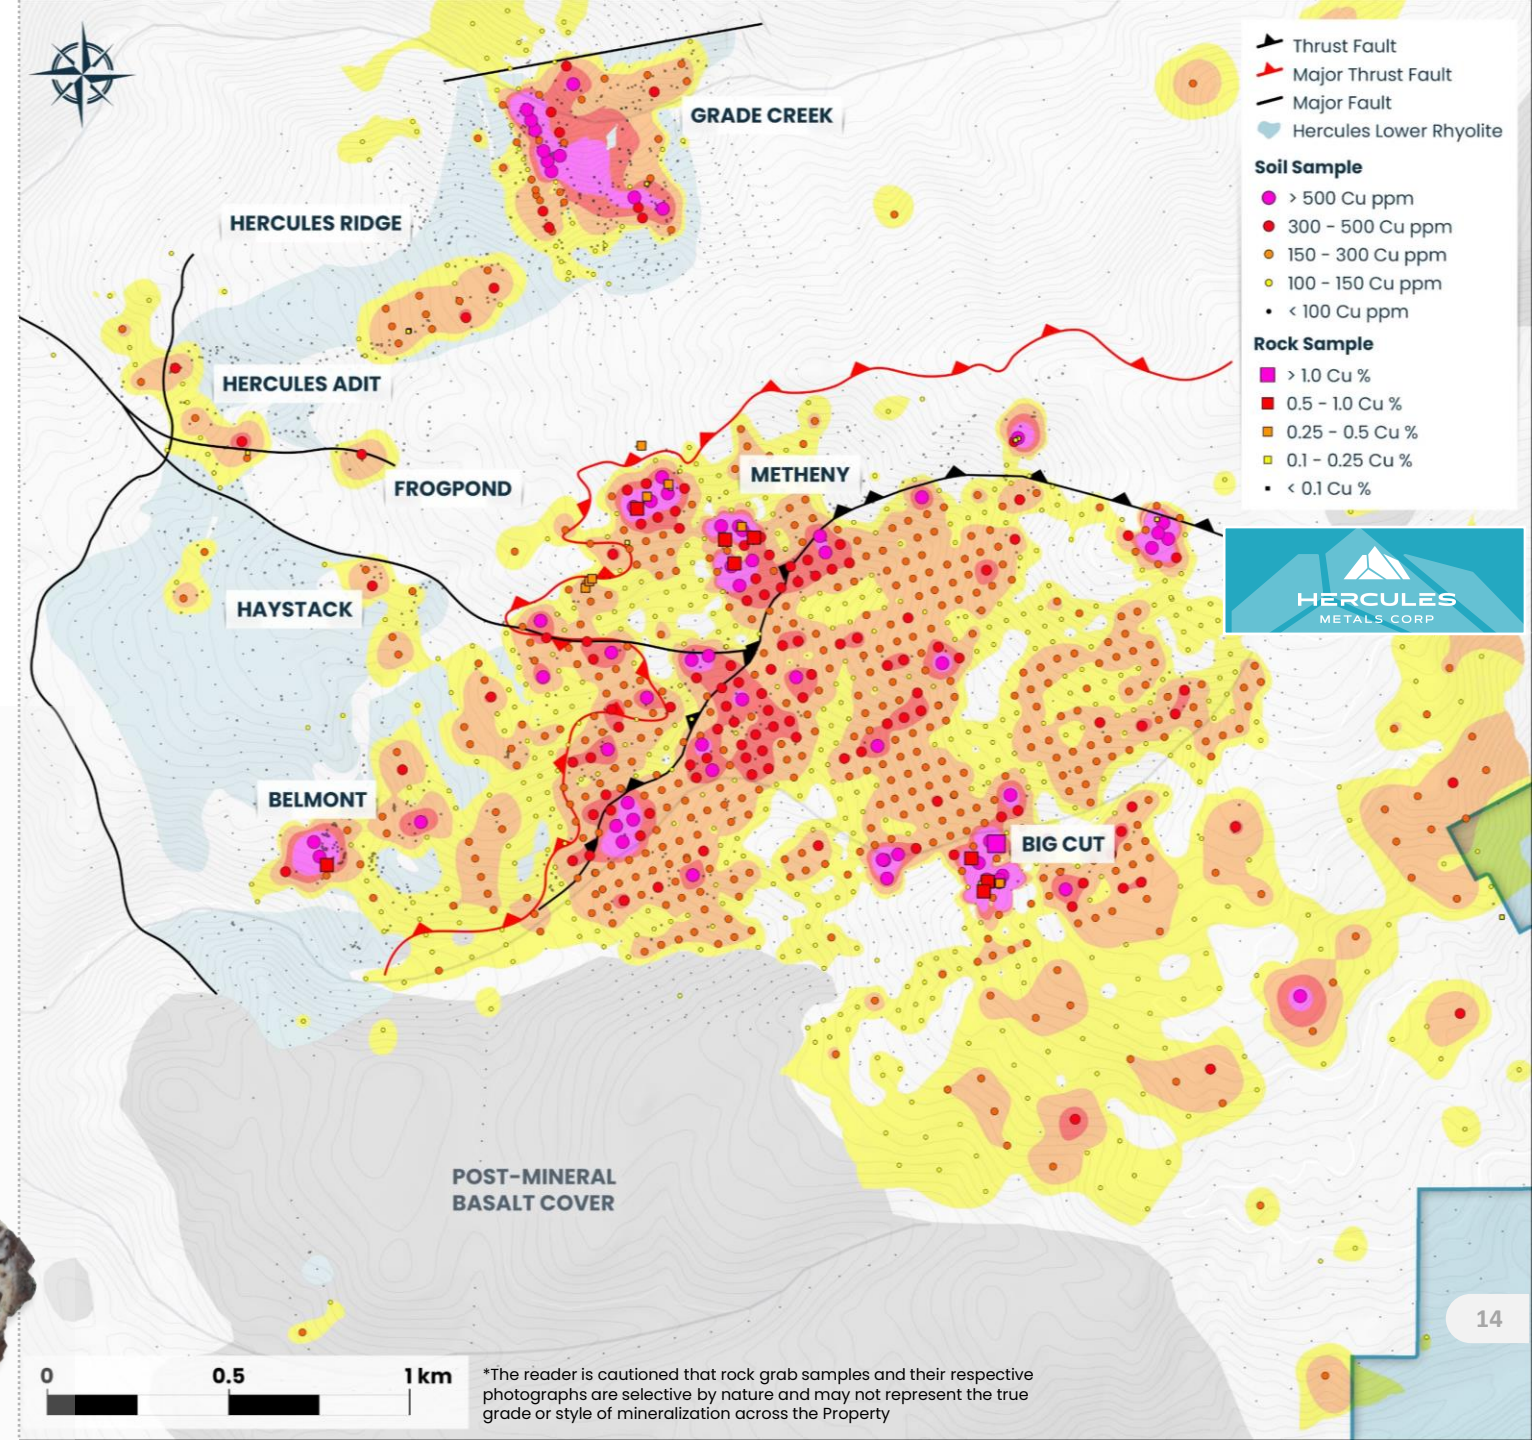 GRADE CREEK
HERCULES RIDGE
HERCULES ADIT
FROGPOND
METHENY
HAYSTACK
BELMONT
BIG CUT
POST-MINERAL
BASALT COVER
Thrust Fault
Major Thrust Fault
Major Fault
Hercules Lower Rhyolite
Soil Sample
> 500 Cu ppm
300 - 500 Cu ppm
150 - 300 Cu ppm
100 - 150 Cu ppm
< 100 Cu ppm
Rock Sample
> 1.0 Cu %
0.5 - 1.0 Cu %
0.25 - 0.5 Cu %
0.1 - 0.25 Cu %
< 0.1 Cu %
HERCULES
METALS CORP
14
0 0.5 1 km
*The reader is cautioned that rock grab samples and their respective
photographs are selective by nature and may not represent the true
grade or style of mineralization across the Property